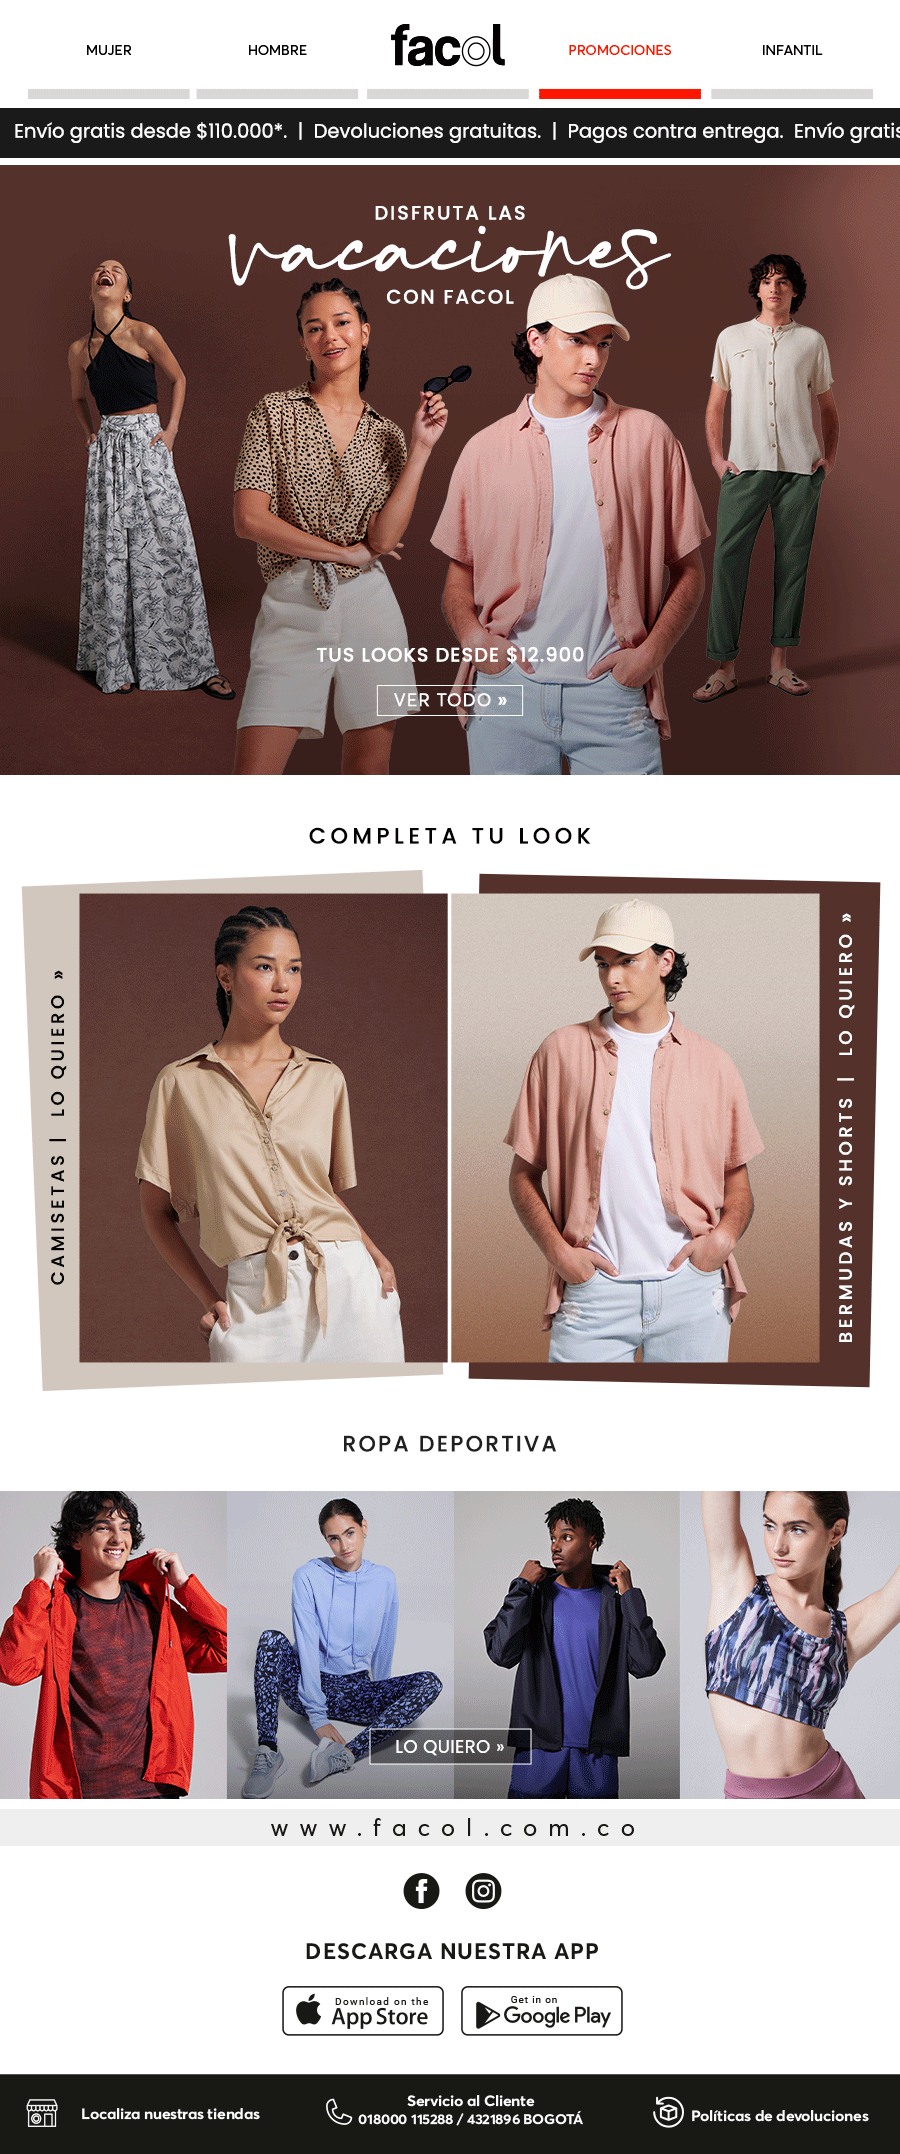 MUJER
HOMBRE
facol
PROMOCIONES
INFANTIL
Envío gratis desde $110.000*. | Devoluciones gratuitas. | Pagos contra entrega. Envío gratis
DISFRUTA LAS
vacaciones
CON FACOL
TUS LOOKS DESDE $12.900
VER TODO »
COMPLETA TU LOOK
CAMISETAS | LO QUIERO »
BERMUDAS Y SHORTS | LO QUIERO »
ROPA DEPORTIVA
LO QUIERO »
www.facol.com.co
DESCARGA NUESTRA APP
Download on the
App Store
Get in on
Google Play
Localiza nuestras tiendas
Servicio al Cliente
018000 115288 / 4321896 BOGOTÁ
Políticas de devoluciones